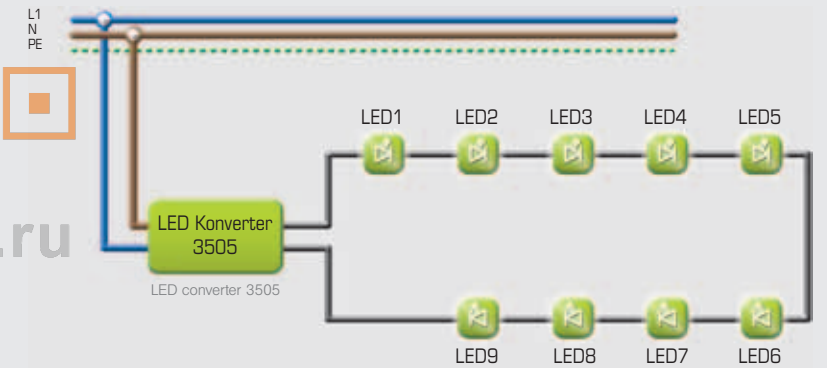 L1
N
PE
LED1 LED2 LED3 LED4 LED5
LED Konverter
3505
.ru
LED converter 3505
LED9 LED8 LED7 LED6